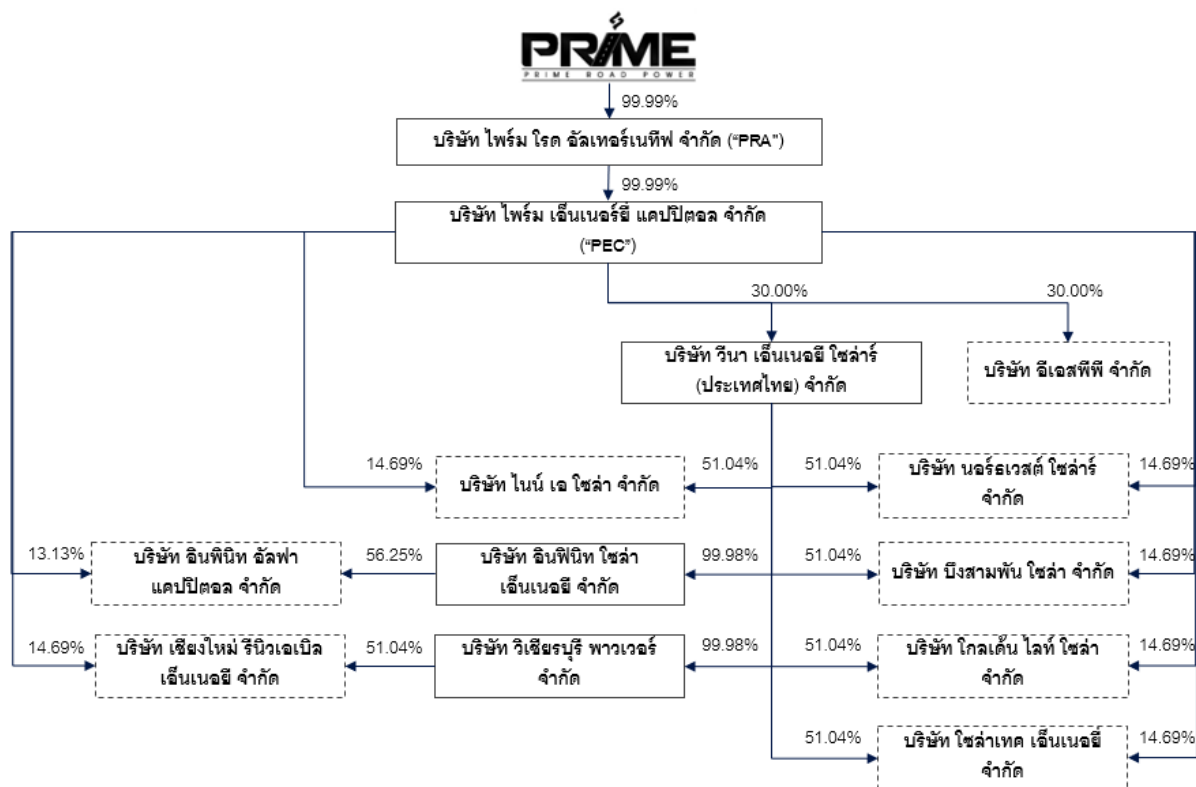 PRIME
PRIME ROAD POWER
99.99%
บริษัท ไพร์ม โรด อัลเทอร์เนทีฟ จำกัด ("PRA")
99.99%
บริษัท ไพร์ม เอ็นเนอร์ยี่ แคปปิตอล จำกัด
("PEC")
30.00%
30.00%
บริษัท วีนา เอ็นเนอยี โซล่าร์
(ประเทศไทย) จำกัด
บริษัท อีเอสพีพี จำกัด
14.69%
บริษัท ไนน์ เอ โซล่า จำกัด
51.04%
51.04%
บริษัท นอร์ธเวสต์ โซล่าร์
จำกัด
14.69%
13.13%
บริษัท อินพินิท อัลฟา
แคปปิตอล จำกัด
56.25%
บริษัท อินฟินิท โซล่า
เอ็นเนอยี จำกัด
99.98%
51.04%
บริษัท บึงสามพัน โซล่า จำกัด
14.69%
14.69%
บริษัท เชียงใหม่ รีนิวเอเบิล
เอ็นเนอยี จำกัด
51.04%
บริษัท วิเชียรบุรี พาวเวอร์
จำกัด
99.98%
51.04%
บริษัท โกลเด้น ไลท์ โซล่า
จำกัด
14.69%
51.04%
บริษัท โซล่าเทค เอ็นเนอยี่
จำกัด
14.69%